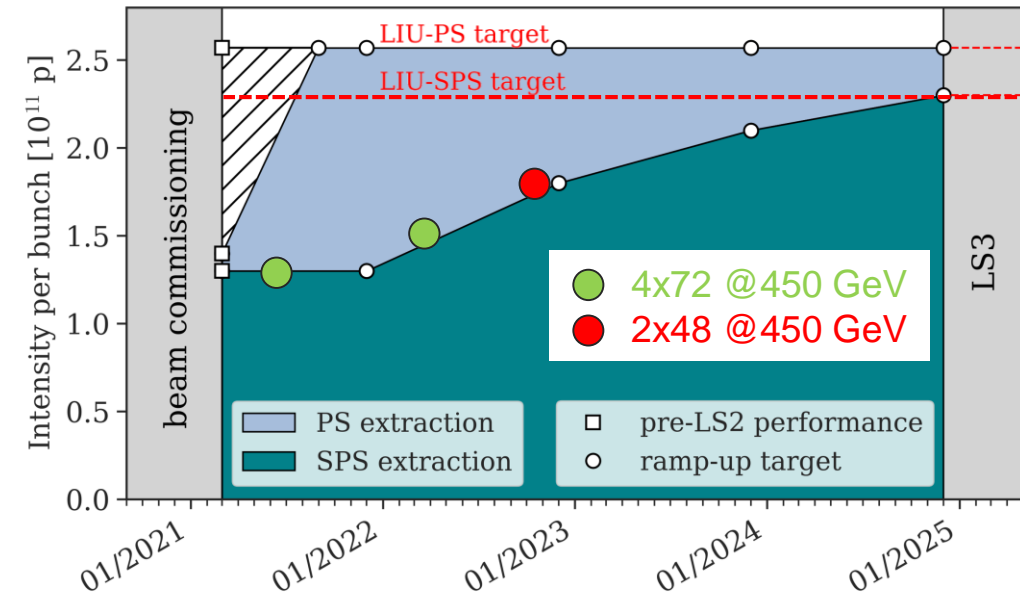 Intensity per bunch [10¹¹ p]
2.5
2.0
1.5
1.0
0.5
0.0
beam commissioning
LIU-PS target
LIU-SPS target
4x72 @450 GeV
2x48 @450 GeV
PS extraction
SPS extraction
pre-LS2 performance
ramp-up target
LS3
01/2021
01/2022
01/2023
01/2024
01/2025